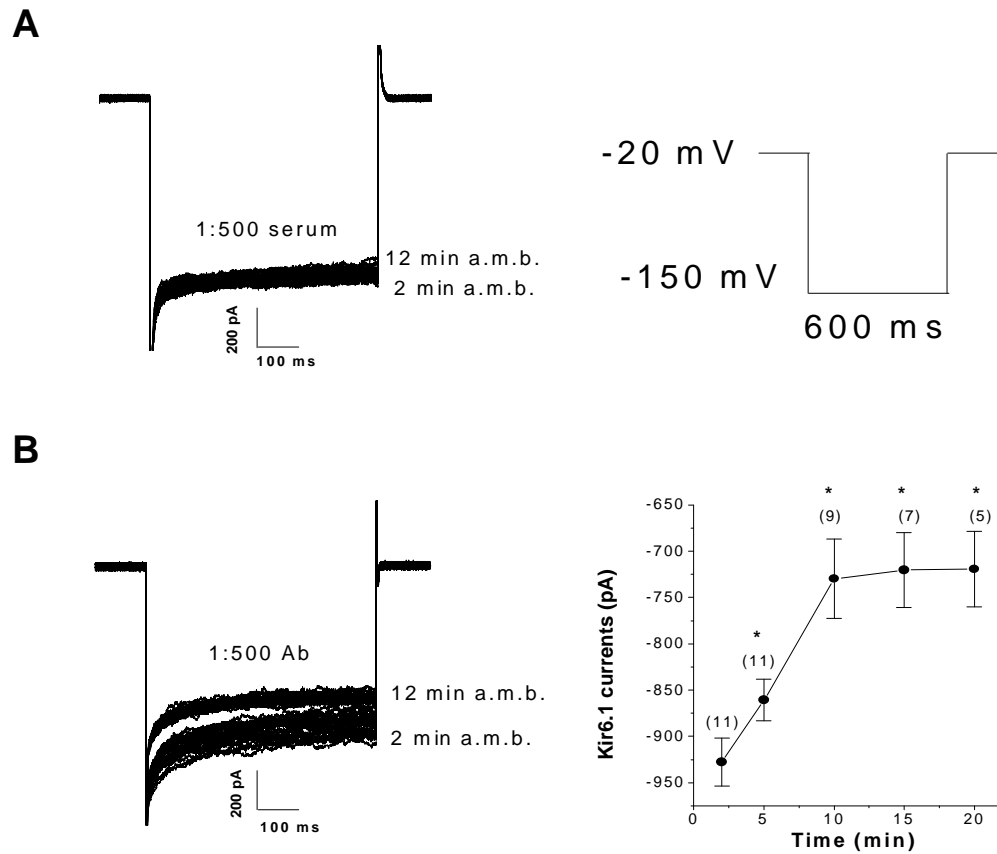 A
1:500 serum
12 min a.m.b.
2 min a.m.b.
200 pA
100 ms
-20 mV
-150 mV
600 ms
B
1:500 Ab
12 min a.m.b.
2 min a.m.b.
200 pA
100 ms
* * *
(9) (7) (5)
*
(11)
(11)
-650
-700
-750
-800
-850
-900
-950
Kir6.1 currents (pA)
0 5 10 15 20
Time (min)